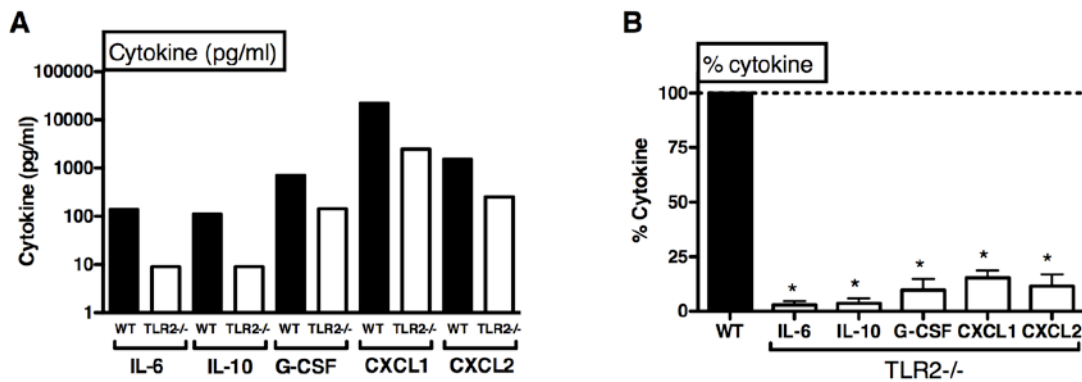 A
Cytokine (pg/ml)
Cytokine (pg/ml)
100000
10000
1000
100
10
1
WT TLR2-/- WT TLR2-/- WT TLR2-/- WT TLR2-/- WT TLR2-/-
IL-6 IL-10 G-CSF CXCL1 CXCL2
B
% cytokine
% Cytokine
100
75
50
25
0
* * * * *
WT IL-6 IL-10 G-CSF CXCL1 CXCL2
TLR2-/-